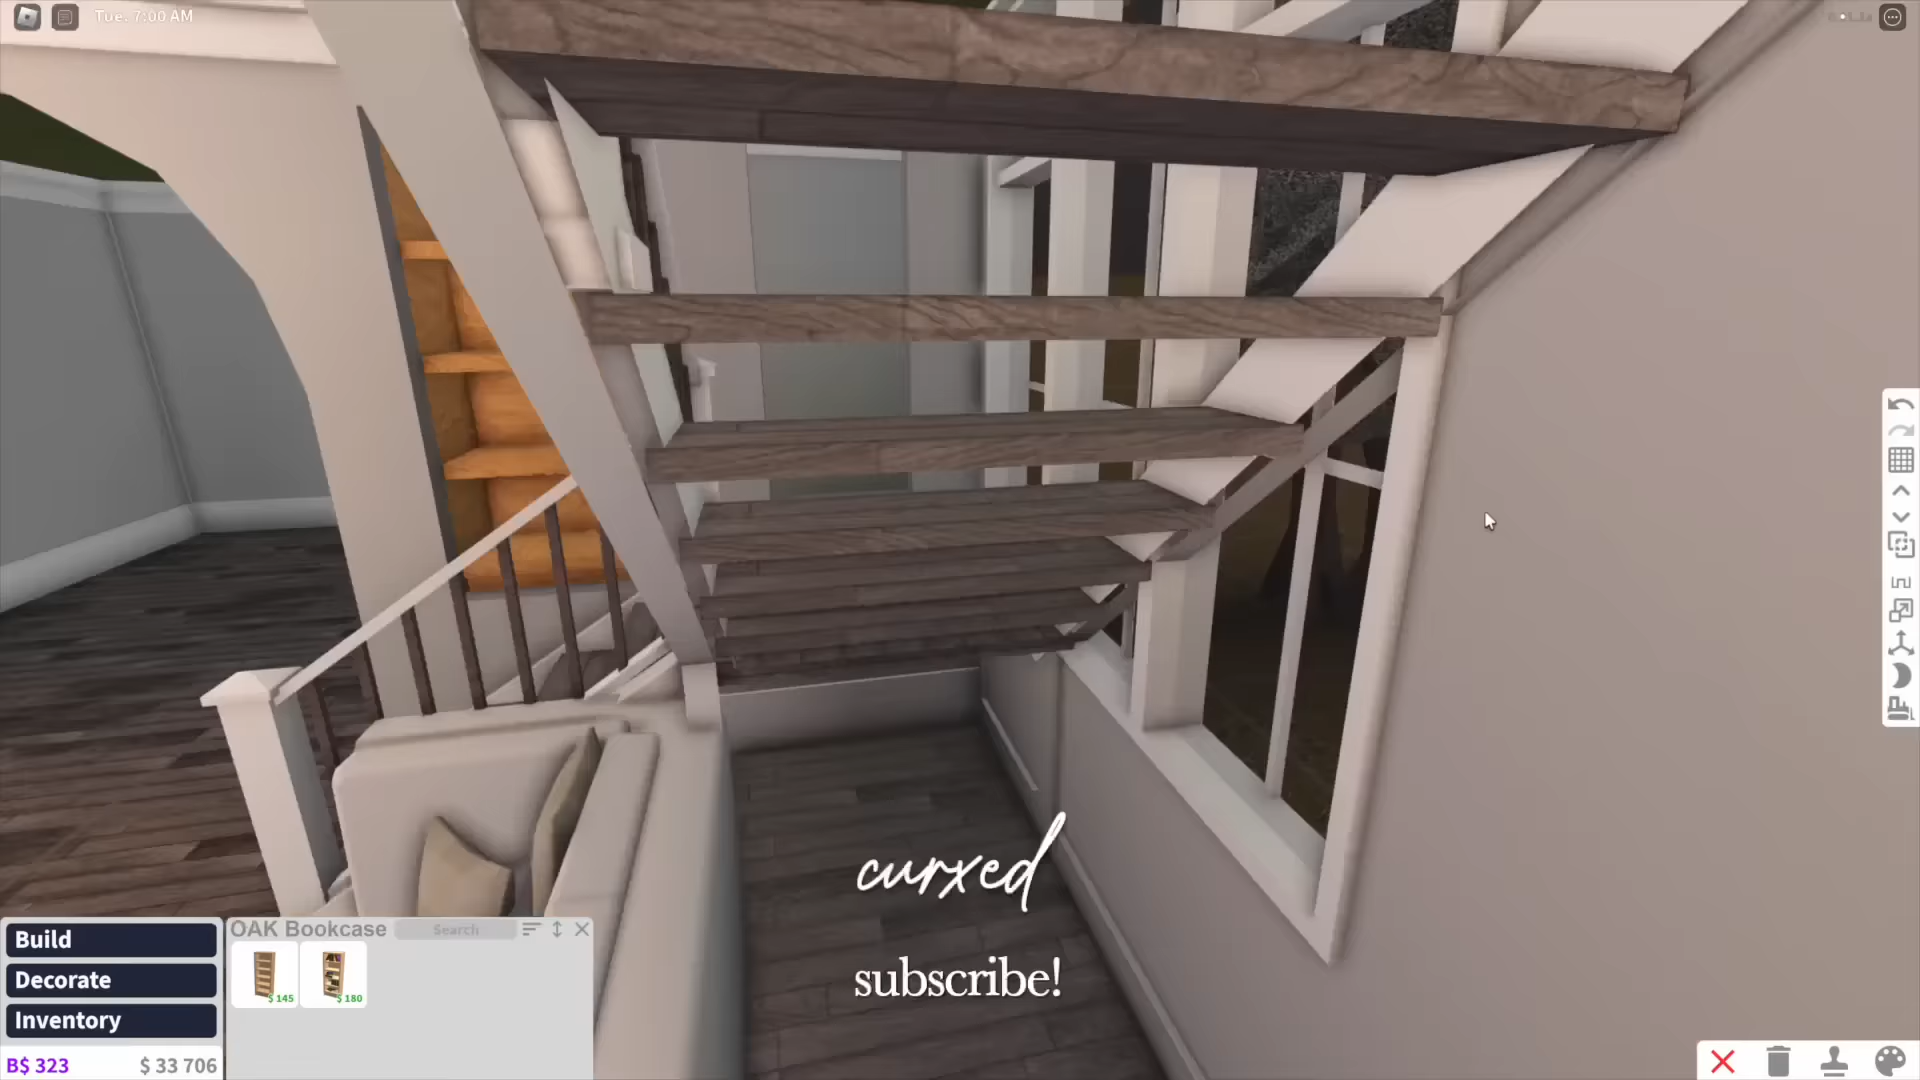 Tue. 7:00 AM
curxed
subscribe!
OAK Bookcase
Search
$ 145
$ 180
Build
Decorate
Inventory
B$ 323
$ 33 706